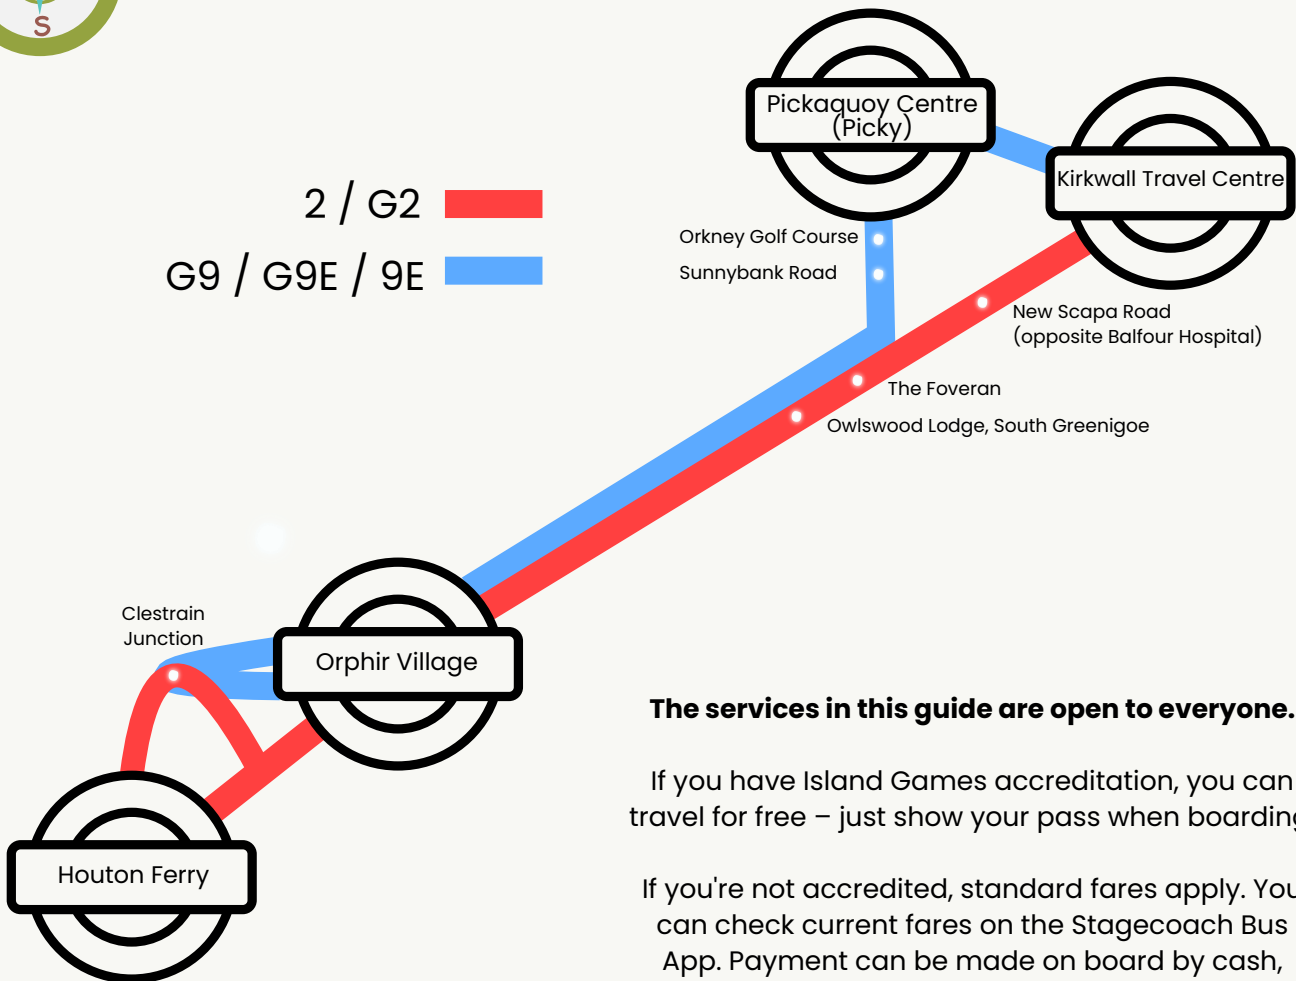 S
Pickaquoy Centre
(Picky)
Kirkwall Travel Centre
2 / G2
G9 / G9E / 9E
Orkney Golf Course
Sunnybank Road
New Scapa Road
(opposite Balfour Hospital)
The Foveran
Owlswood Lodge, South Greenigoe
Clestrain
Junction
Orphir Village
Houton Ferry
The services in this guide are open to everyone.
If you have Island Games accreditation, you can
travel for free – just show your pass when boarding
If you're not accredited, standard fares apply. You
can check current fares on the Stagecoach Bus
App. Payment can be made on board by cash,